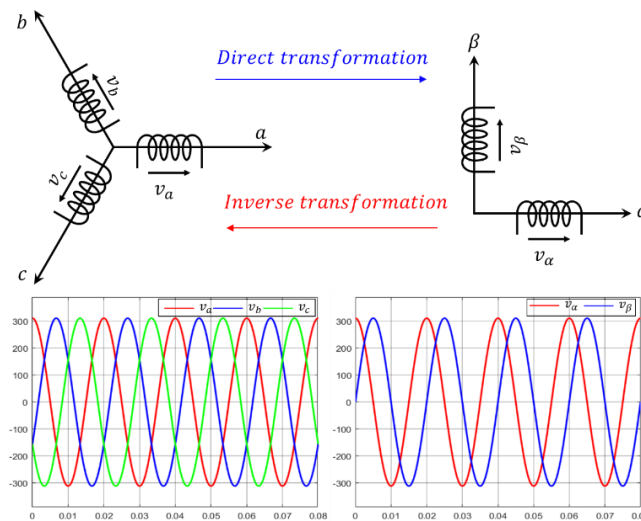 b
β
Direct transformation
v_b
a
v_c
v_a
v_β
Inverse transformation
α
v_α
c
v_a v_b v_c
v_α v_β
300
200
100
0
-100
-200
-300
0 0.01 0.02 0.03 0.04 0.05 0.06 0.07 0.08
300
200
100
0
-100
-200
-300
0 0.01 0.02 0.03 0.04 0.05 0.06 0.07 0.08